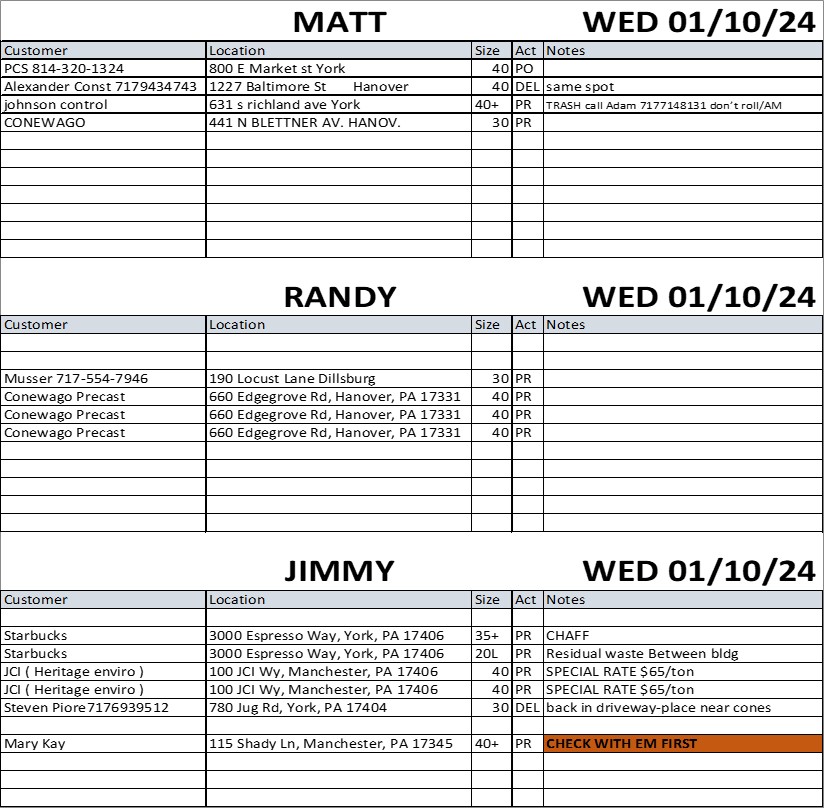 MATT WED 01/10/24
Customer Location Size Act Notes
PCS 814-320-1324 800 E Market st York 40 PO
Alexander Const 7179434743 1227 Baltimore St Hanover 40 DEL same spot
johnson control 631 s richland ave York 40+ PR TRASH call Adam 7177148131 don't roll/AM
CONEWAGO 441 N BLETTNER AV. HANOV. 30 PR
RANDY WED 01/10/24
Customer Location Size Act Notes
Musser 717-554-7946 190 Locust Lane Dillsburg 30 PR
Conewago Precast 660 Edgegrove Rd, Hanover, PA 17331 40 PR
Conewago Precast 660 Edgegrove Rd, Hanover, PA 17331 40 PR
Conewago Precast 660 Edgegrove Rd, Hanover, PA 17331 40 PR
JIMMY WED 01/10/24
Customer Location Size Act Notes
Starbucks 3000 Espresso Way, York, PA 17406 35+ PR CHAFF
Starbucks 3000 Espresso Way, York, PA 17406 20L PR Residual waste Between bldg
JCI ( Heritage enviro ) 100 JCI Wy, Manchester, PA 17406 40 PR SPECIAL RATE $65/ton
JCI ( Heritage enviro ) 100 JCI Wy, Manchester, PA 17406 40 PR SPECIAL RATE $65/ton
Steven Piore7176939512 780 Jug Rd, York, PA 17404 30 DEL back in driveway-place near cones
Mary Kay 115 Shady Ln, Manchester, PA 17345 40+ PR CHECK WITH EM FIRST